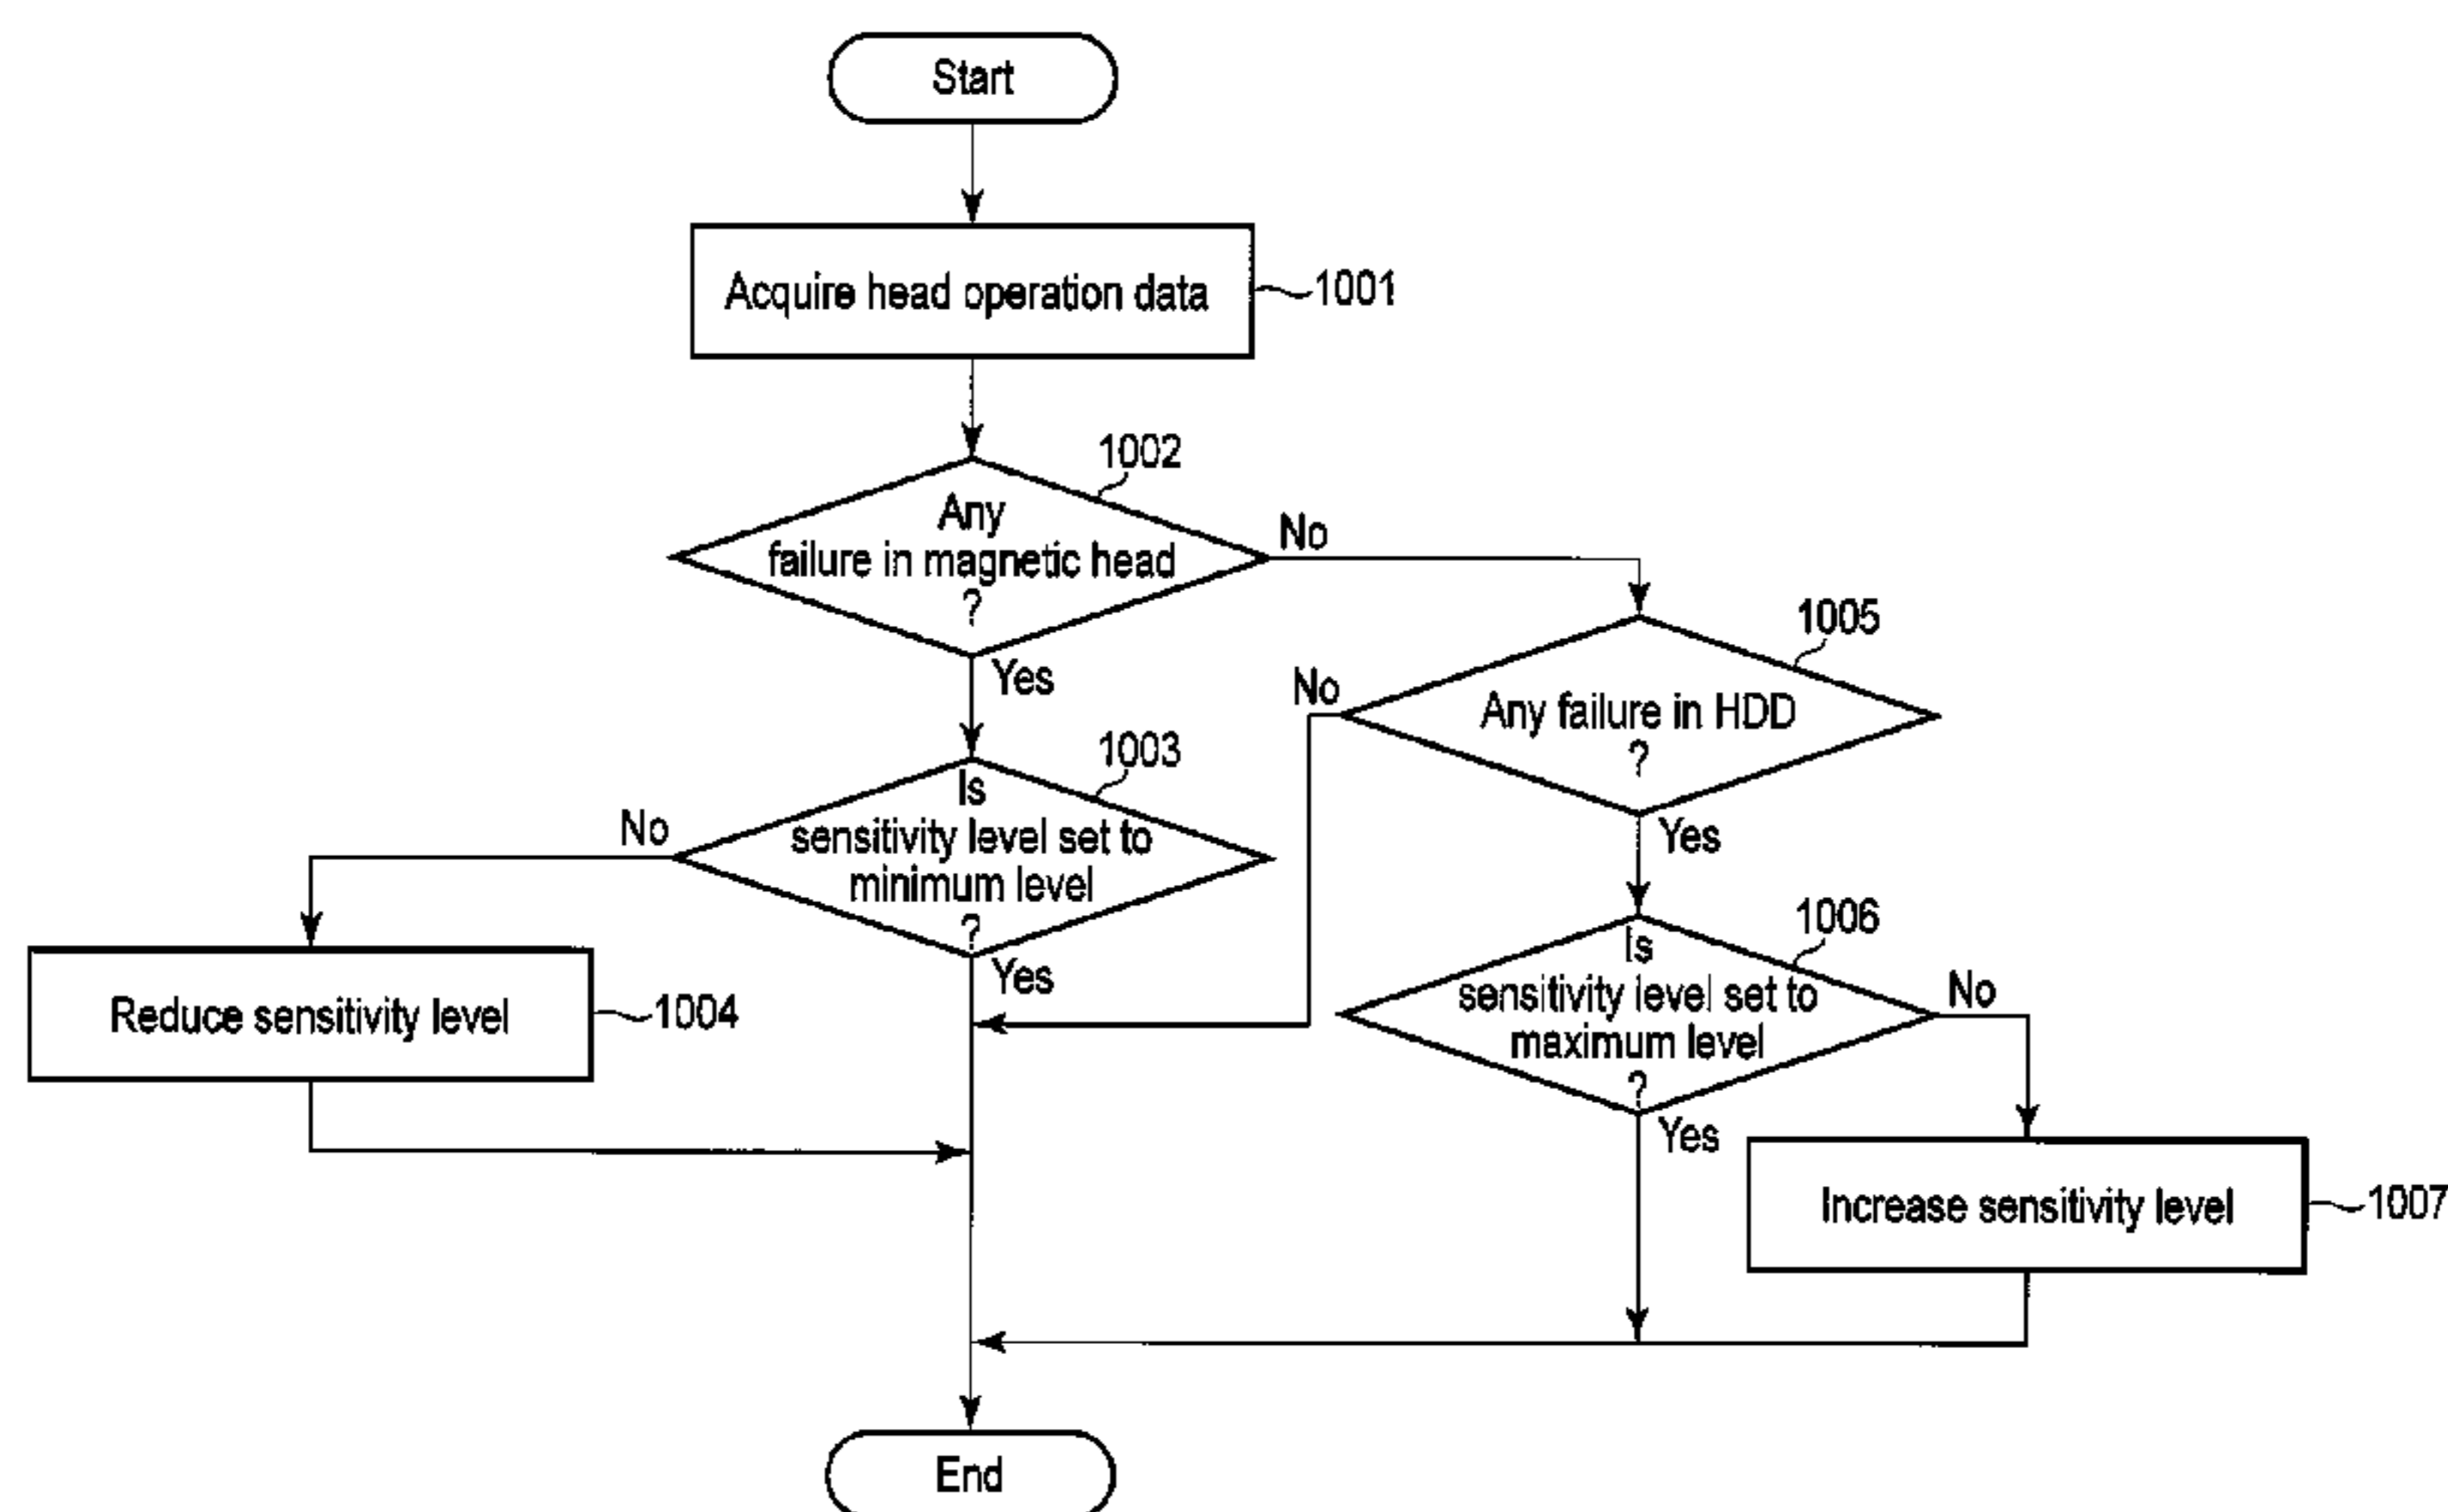 Start
Acquire head operation data
1001
1002
Any
failure in magnetic head
?
No
Yes
1005
Any failure in HDD
?
No
Yes
1003
Is
sensitivity level set to
minimum level
?
No
Yes
Reduce sensitivity level
1004
1006
Is
sensitivity level set to
maximum level
?
No
Yes
Increase sensitivity level
1007
End